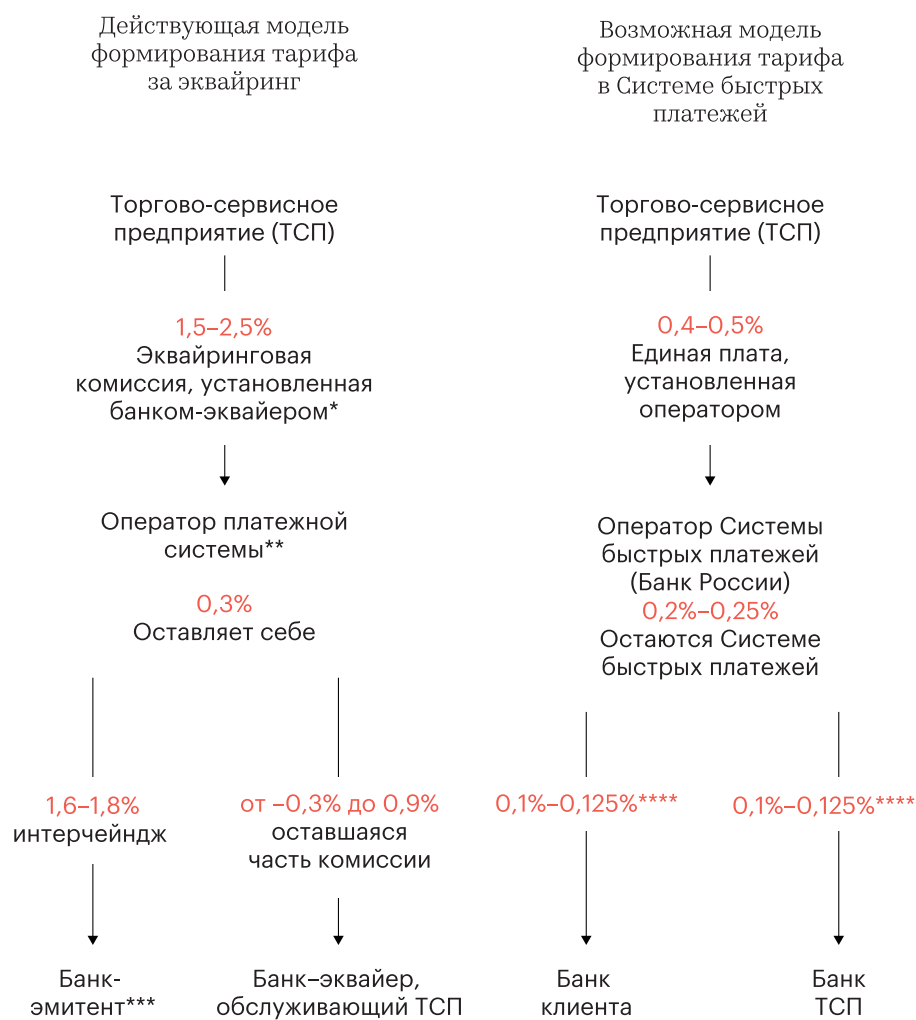 Действующая модель
формирования тарифа
за эквайринг
Торгово-сервисное
предприятие (ТСП)
1,5–2,5%
Эквайринговая
комиссия, установленная
банком-эквайером*
Оператор платежной
системы**
0,3%
Оставляет себе
1,6–1,8%
интерчейндж
Банк-
эмитент***
от –0,3% до 0,9%
оставшаяся
часть комиссии
Банк–эквайер,
обслуживающий ТСП
Возможная модель
формирования тарифа
в Системе быстрых
платежей
Торгово-сервисное
предприятие (ТСП)
0,4–0,5%
Единая плата,
установленная
оператором
Оператор Системы
быстрых платежей
(Банк России)
0,2%–0,25%
Остаются Системе
быстрых платежей
0,1%–0,125%****
Банк
клиента
0,1%–0,125%****
Банк
ТСП